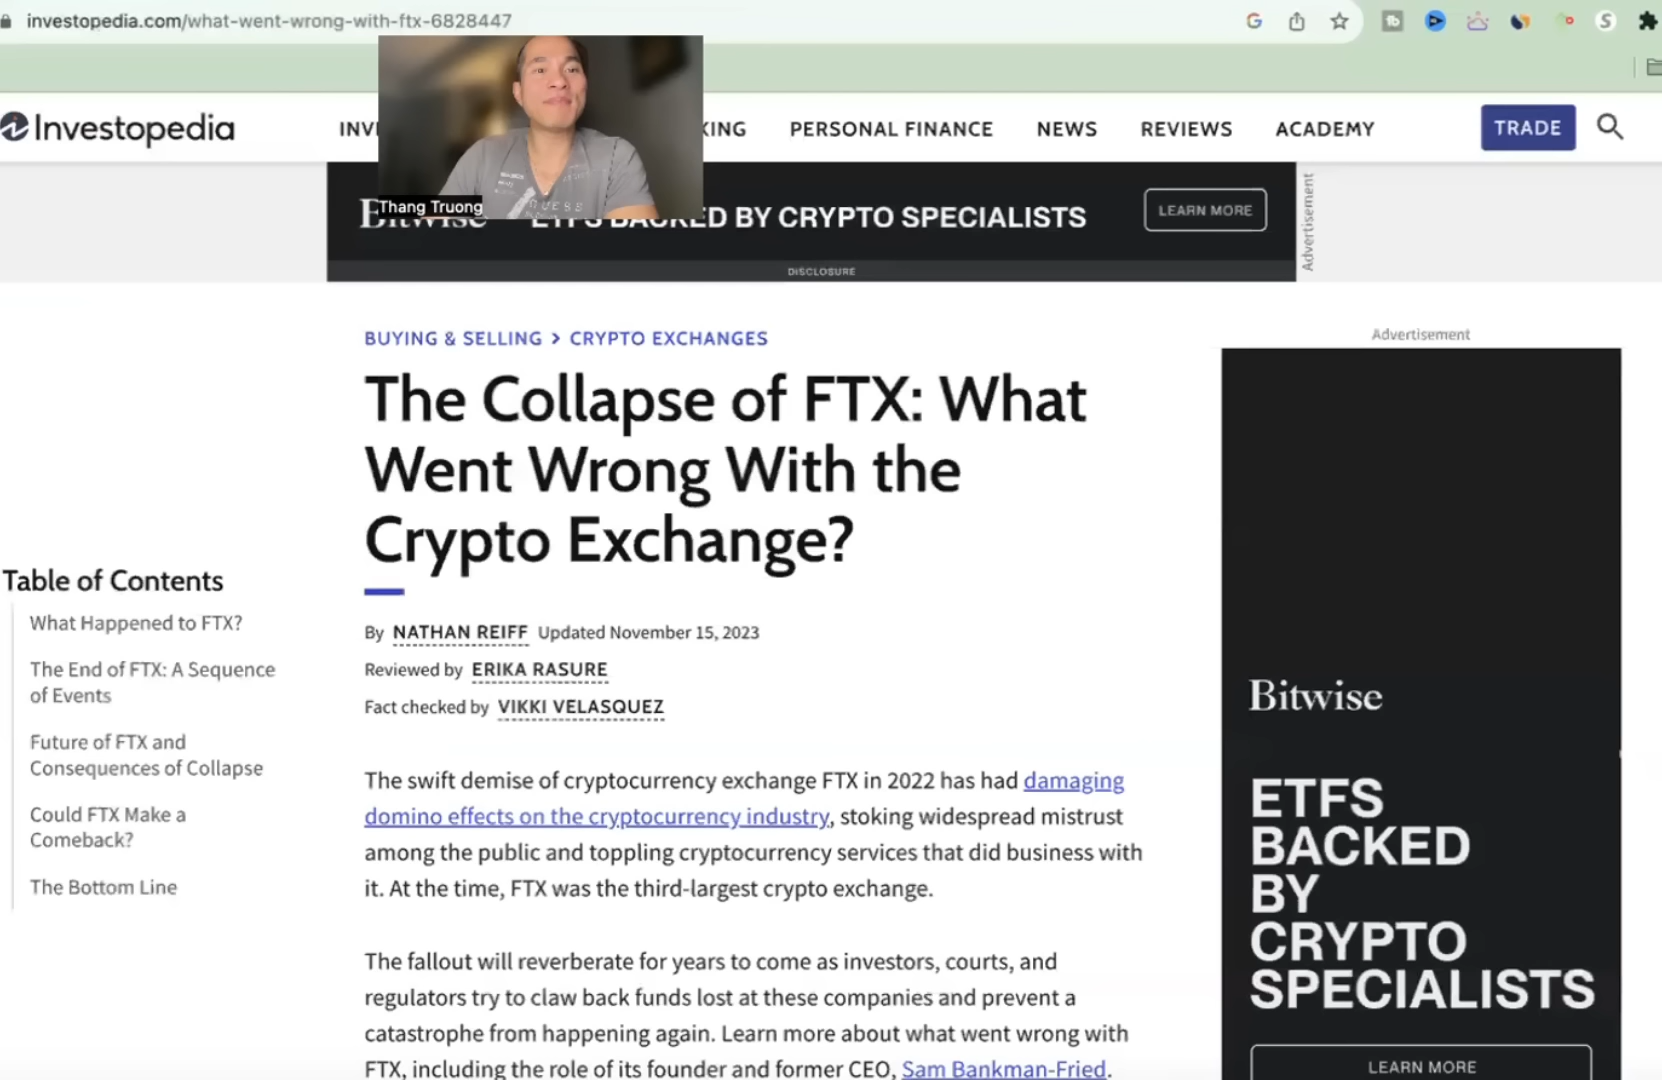 investopedia.com/what-went-wrong-with-ftx-6828447
Investopedia
PERSONAL FINANCE
NEWS
REVIEWS
ACADEMY
TRADE
Thang Truong
Bitwise
ETFS BACKED BY CRYPTO SPECIALISTS
LEARN MORE
DISCLOSURE
Advertisement
BUYING & SELLING > CRYPTO EXCHANGES
The Collapse of FTX: What
Went Wrong With the
Crypto Exchange?
By NATHAN REIFF Updated November 15, 2023
Reviewed by ERIKA RASURE
Fact checked by VIKKI VELASQUEZ
Table of Contents
What Happened to FTX?
The End of FTX: A Sequence
of Events
Future of FTX and
Consequences of Collapse
Could FTX Make a
Comeback?
The Bottom Line
The swift demise of cryptocurrency exchange FTX in 2022 has had damaging
domino effects on the cryptocurrency industry, stoking widespread mistrust
among the public and toppling cryptocurrency services that did business with
it. At the time, FTX was the third-largest crypto exchange.
The fallout will reverberate for years to come as investors, courts, and
regulators try to claw back funds lost at these companies and prevent a
catastrophe from happening again. Learn more about what went wrong with
FTX, including the role of its founder and former CEO, Sam Bankman-Fried.
Advertisement
Bitwise
ETFS
BACKED
BY
CRYPTO
SPECIALISTS
LEARN MORE